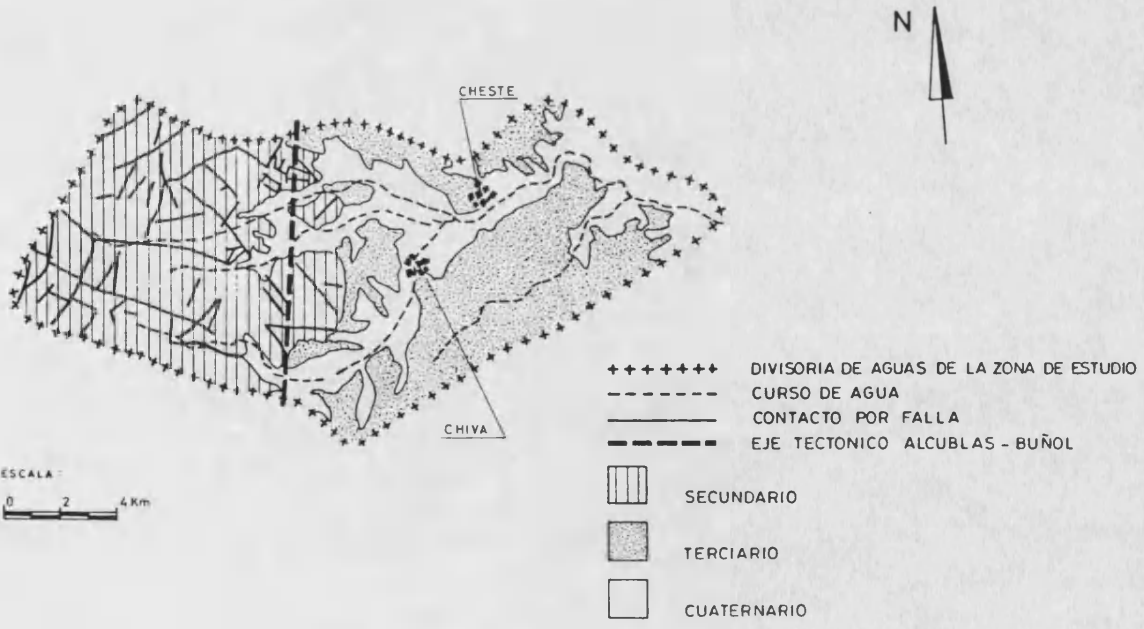 N
CHESTE
CHIVA
DIVISORIA DE AGUAS DE LA ZONA DE ESTUDIO
CURSO DE AGUA
CONTACTO POR FALLA
EJE TECTONICO ALCUBLAS - BUÑOL
ESCALA:
0 2 4 Km
SECUNDARIO
TERCIARIO
CUATERNARIO